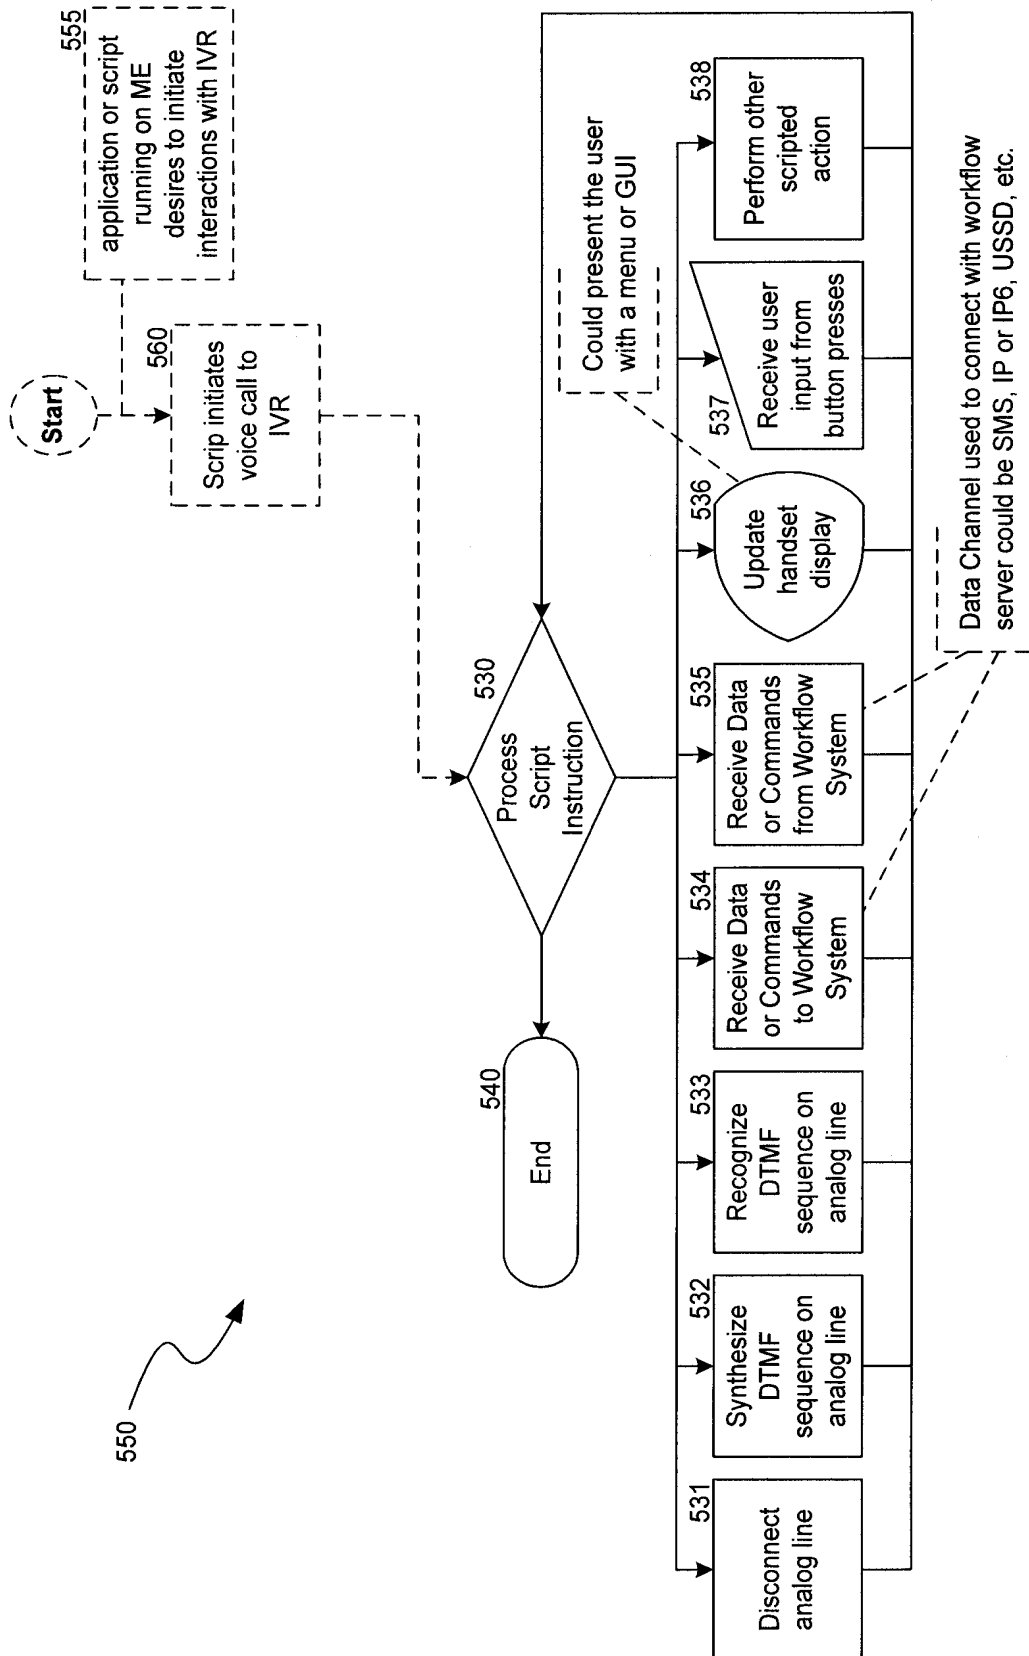 Start
555
application or script
running on ME
desires to initiate
interactions with IVR
560
Scrip initiates
voice call to
IVR
550
530
Process
Script
Instruction
540
End
531
Disconnect
analog line
532
Synthesize
DTMF
sequence on
analog line
533
Recognize
DTMF
sequence on
analog line
534
Receive Data
or Commands
to Workflow
System
535
Receive Data
or Commands
from Workflow
System
536
Update
handset
display
Could present the user
with a menu or GUI
537
Receive user
input from
button presses
538
Perform other
scripted
action
Data Channel used to connect with workflow
server could be SMS, IP or IP6, USSD, etc.